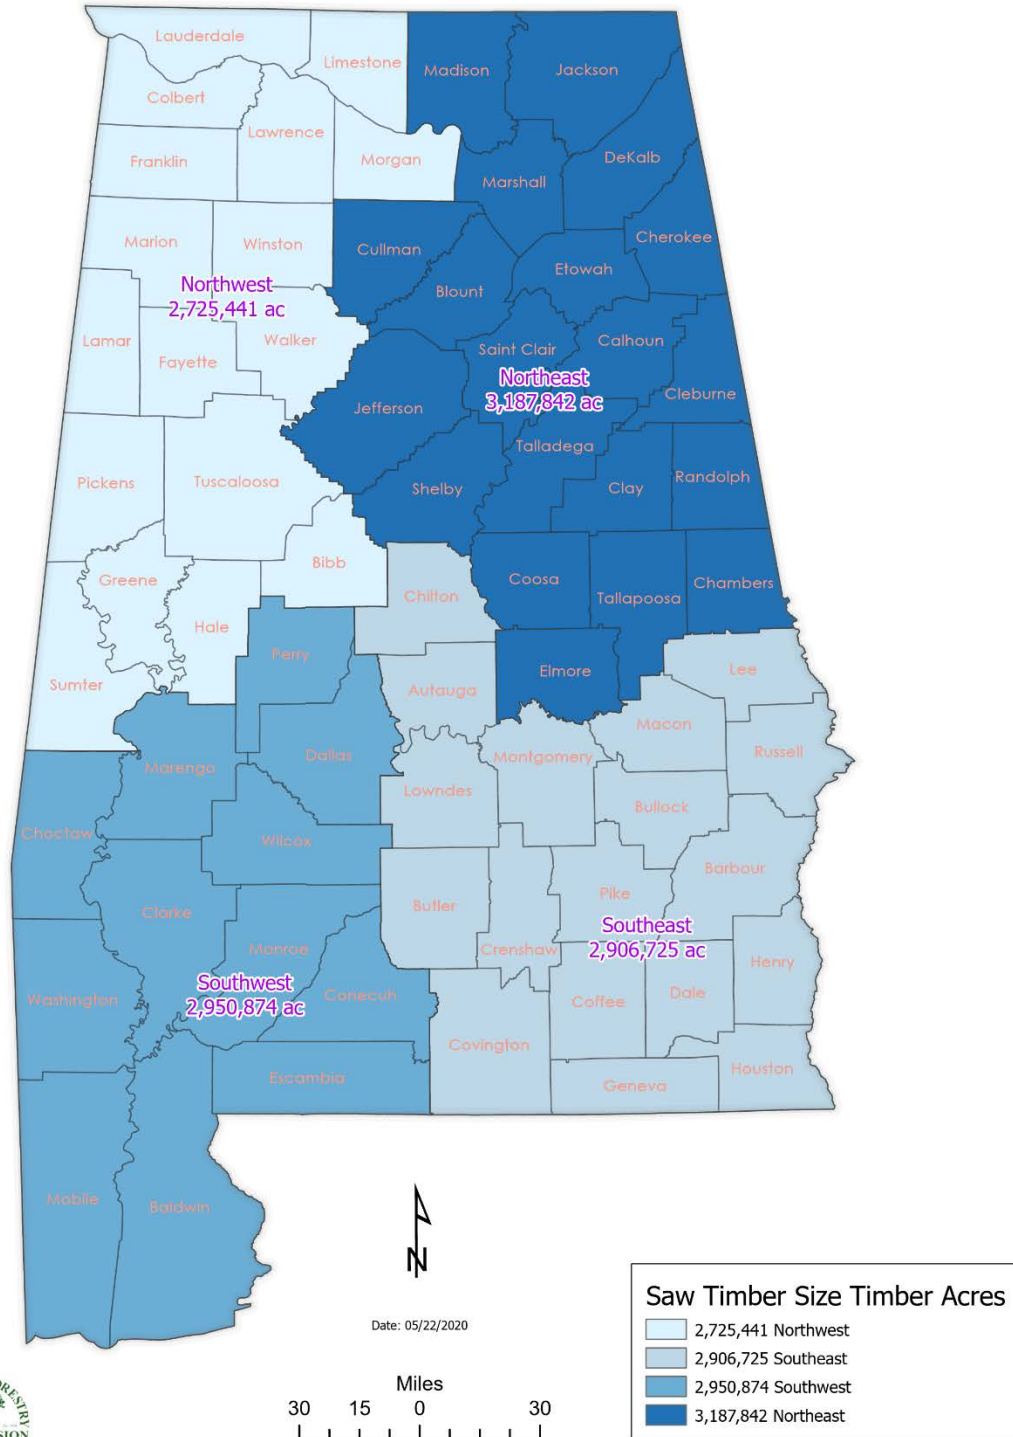 Lauderdale
Limestone
Madison
Jackson
Colbert
Lawrence
Franklin
Morgan
DeKalb
Marshall
Cherokee
Marion
Winston
Cullman
Etowah
Blount
Northwest
2,725,441 ac
Lamar
Fayette
Walker
Saint Clair
Calhoun
Northeast
3,187,842 ac
Cleburne
Jefferson
Talladega
Pickens
Tuscaloosa
Shelby
Clay
Randolph
Bibb
Greene
Coosa
Chambers
Chilton
Tallapoosa
Hale
Perry
Elmore
Lee
Sumter
Autauga
Macon
Russell
Marengo
Dallas
Montgomery
Lowndes
Bullock
Choctaw
Wilcox
Barbour
Clarke
Butler
Pike
Southeast
2,906,725 ac
Monroe
Crenshaw
Henry
Southwest
2,950,874 ac
Washington
Conecuh
Coffee
Dale
Covington
Escambia
Geneva
Houston
Mobile
Baldwin
N
Date: 05/22/2020
Miles
30 15 0 30
Saw Timber Size Timber Acres
2,725,441 Northwest
2,906,725 Southeast
2,950,874 Southwest
3,187,842 Northeast